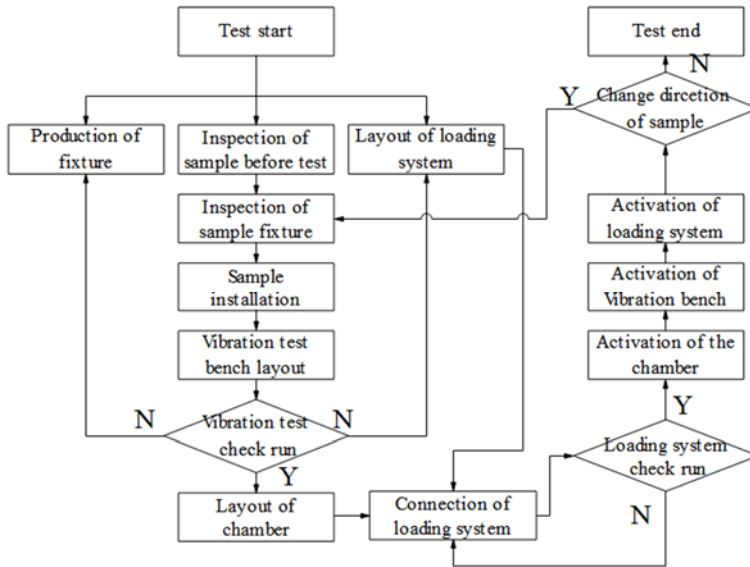 Test start
Production of
fixture
Inspection of
sample before test
Layout of loading
system
Inspection of
sample fixture
Sample
installation
Vibration test
bench layout
N
Vibration test
check run
N
Y
Layout of
chamber
Connection of
loading system
Test end
N
Y
Change dircetion
of sample
Activation of
loading system
Activation of
Vibration bench
Activation of the
chamber
Y
Loading system
check run
N